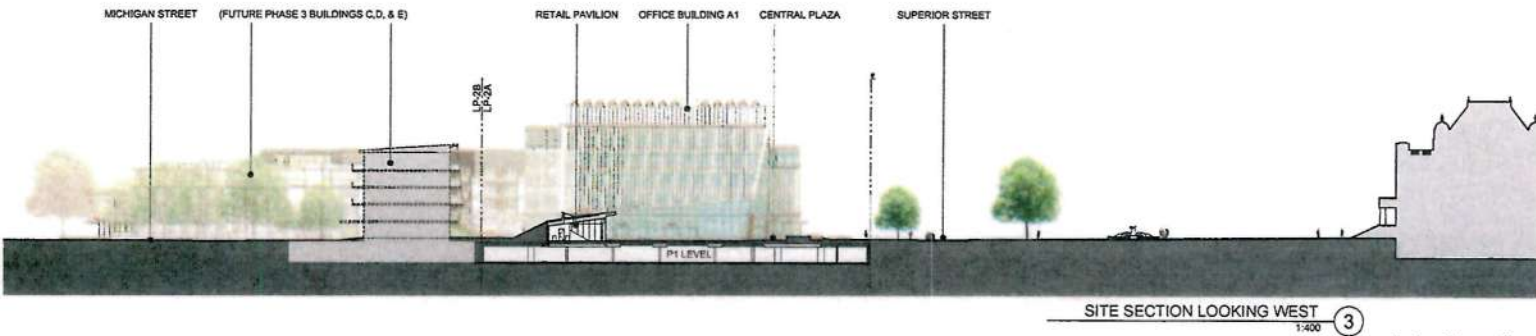 MICHIGAN STREET
(FUTURE PHASE 3 BUILDINGS C,D, & E)
RETAIL PAVILION
OFFICE BUILDING A1
CENTRAL PLAZA
SUPERIOR STREET
LP-2B
LP-2A
P1 LEVEL
SITE SECTION LOOKING WEST
1:400
3